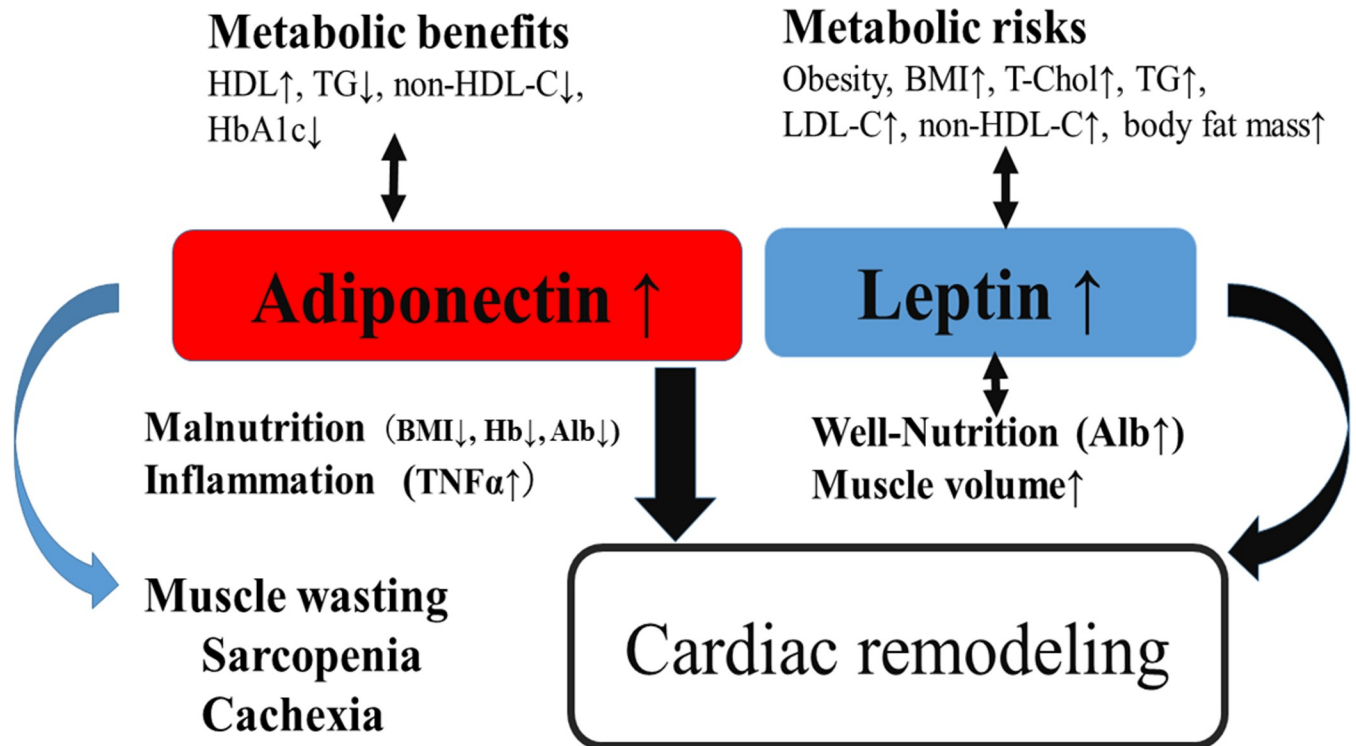 Metabolic benefits
HDL↑, TG↓, non-HDL-C↓,
HbA1c↓
Metabolic risks
Obesity, BMI↑, T-Chol↑, TG↑,
LDL-C↑, non-HDL-C↑, body fat mass↑
Adiponectin ↑
Leptin ↑
Malnutrition （BMI↓, Hb↓, Alb↓)
Inflammation (TNFα↑）
Well-Nutrition (Alb↑)
Muscle volume↑
Muscle wasting
Sarcopenia
Cachexia
Cardiac remodeling